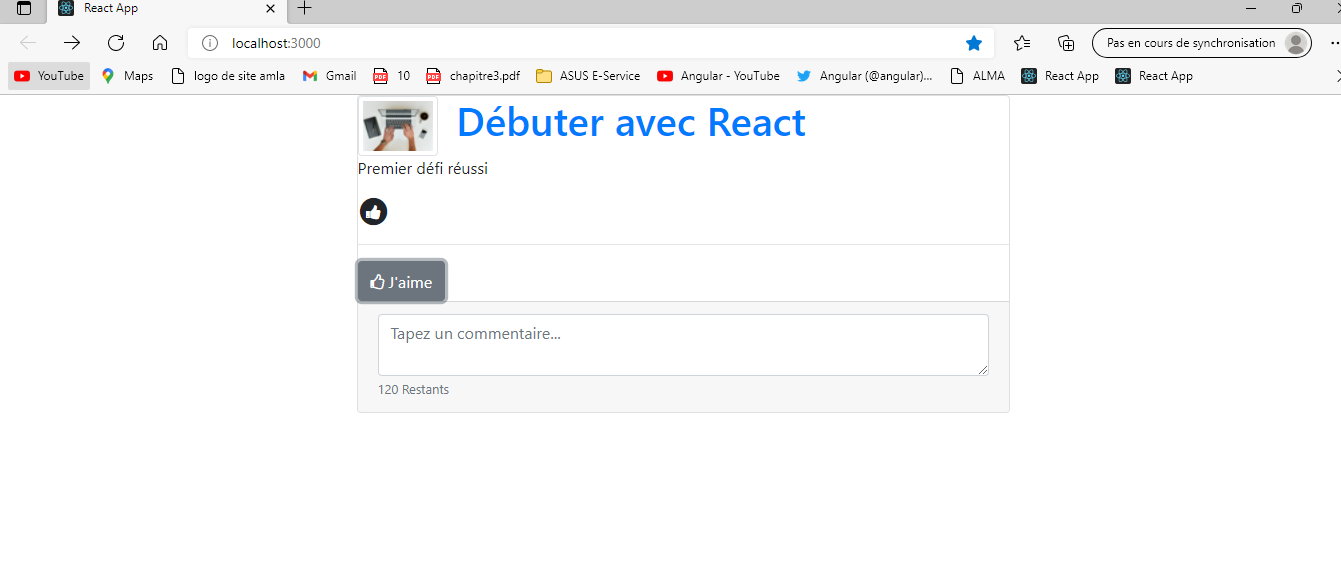 React App
localhost:3000
Pas en cours de synchronisation
YouTube Maps logo de site amla Gmail 10 chapitre3.pdf ASUS E-Service Angular - YouTube Angular (@angular)... ALMA React App React App
Débuter avec React
Premier défi réussi
J'aime
Tapez un commentaire...
120 Restants